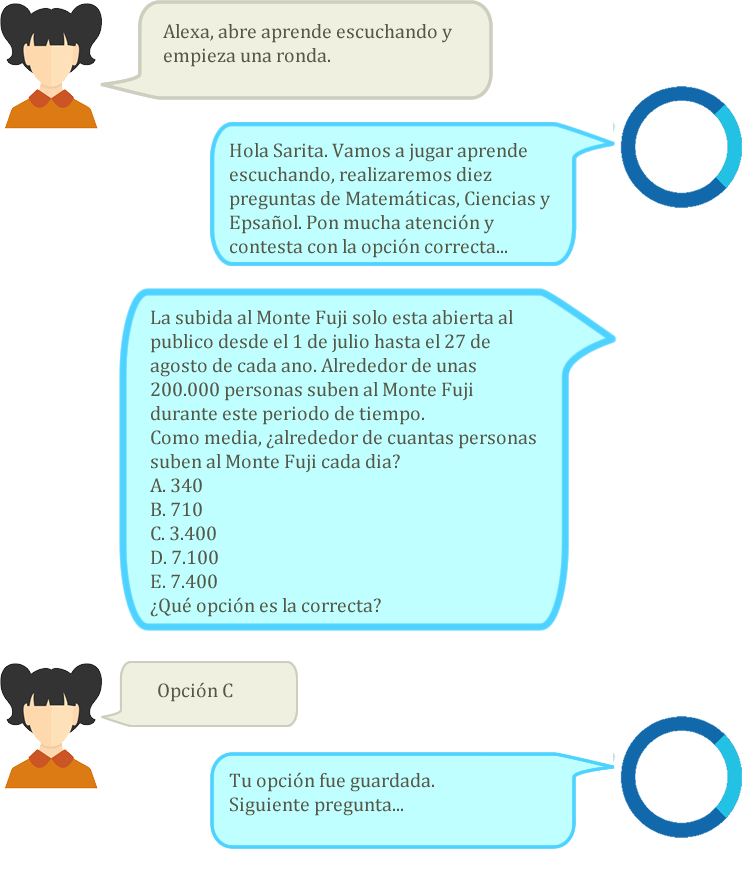 Alexa, abre aprende escuchando y
empieza una ronda.
Hola Sarita. Vamos a jugar aprende
escuchando, realizaremos diez
preguntas de Matemáticas, Ciencias y
Epsañol. Pon mucha atención y
contesta con la opción correcta...
La subida al Monte Fuji solo esta abierta al
publico desde el 1 de julio hasta el 27 de
agosto de cada ano. Alrededor de unas
200.000 personas suben al Monte Fuji
durante este periodo de tiempo.
Como media, ¿alrededor de cuantas personas
suben al Monte Fuji cada dia?
A. 340
B. 710
C. 3.400
D. 7.100
E. 7.400
¿Qué opción es la correcta?
Opción C
Tu opción fue guardada.
Siguiente pregunta...